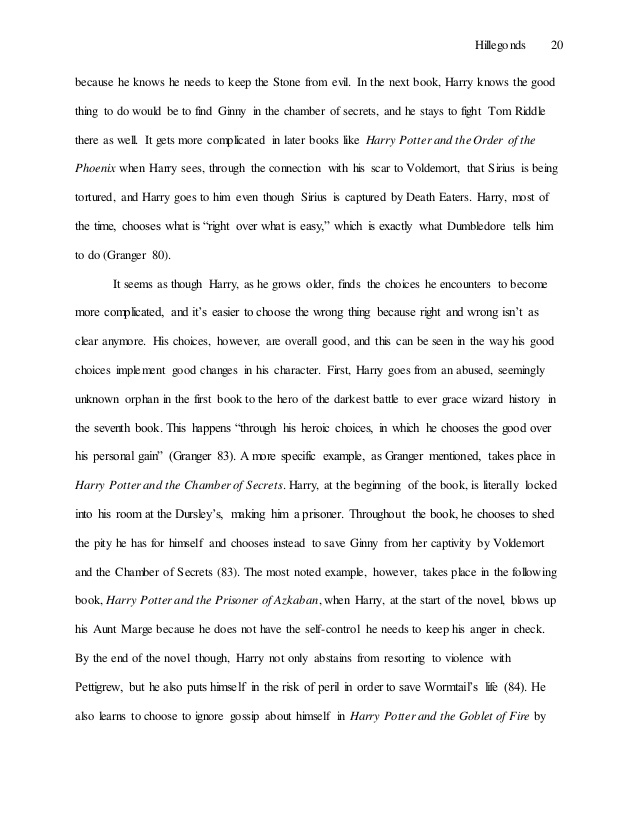 Hillegonds 20
because he knows he needs to keep the Stone from evil. In the next book, Harry knows the good
thing to do would be to find Ginny in the chamber of secrets, and he stays to fight Tom Riddle
there as well. It gets more complicated in later books like Harry Potter and the Order of the
Phoenix when Harry sees, through the connection with his scar to Voldemort, that Sirius is being
tortured, and Harry goes to him even though Sirius is captured by Death Eaters. Harry, most of
the time, chooses what is “right over what is easy,” which is exactly what Dumbledore tells him
to do (Granger 80).
It seems as though Harry, as he grows older, finds the choices he encounters to become
more complicated, and it’s easier to choose the wrong thing because right and wrong isn’t as
clear anymore. His choices, however, are overall good, and this can be seen in the way his good
choices implement good changes in his character. First, Harry goes from an abused, seemingly
unknown orphan in the first book to the hero of the darkest battle to ever grace wizard history in
the seventh book. This happens “through his heroic choices, in which he chooses the good over
his personal gain” (Granger 83). A more specific example, as Granger mentioned, takes place in
Harry Potter and the Chamber of Secrets. Harry, at the beginning of the book, is literally locked
into his room at the Dursley’s, making him a prisoner. Throughout the book, he chooses to shed
the pity he has for himself and chooses instead to save Ginny from her captivity by Voldemort
and the Chamber of Secrets (83). The most noted example, however, takes place in the following
book, Harry Potter and the Prisoner of Azkaban, when Harry, at the start of the novel, blows up
his Aunt Marge because he does not have the self-control he needs to keep his anger in check.
By the end of the novel though, Harry not only abstains from resorting to violence with
Pettigrew, but he also puts himself in the risk of peril in order to save Wormtail’s life (84). He
also learns to choose to ignore gossip about himself in Harry Potter and the Goblet of Fire by